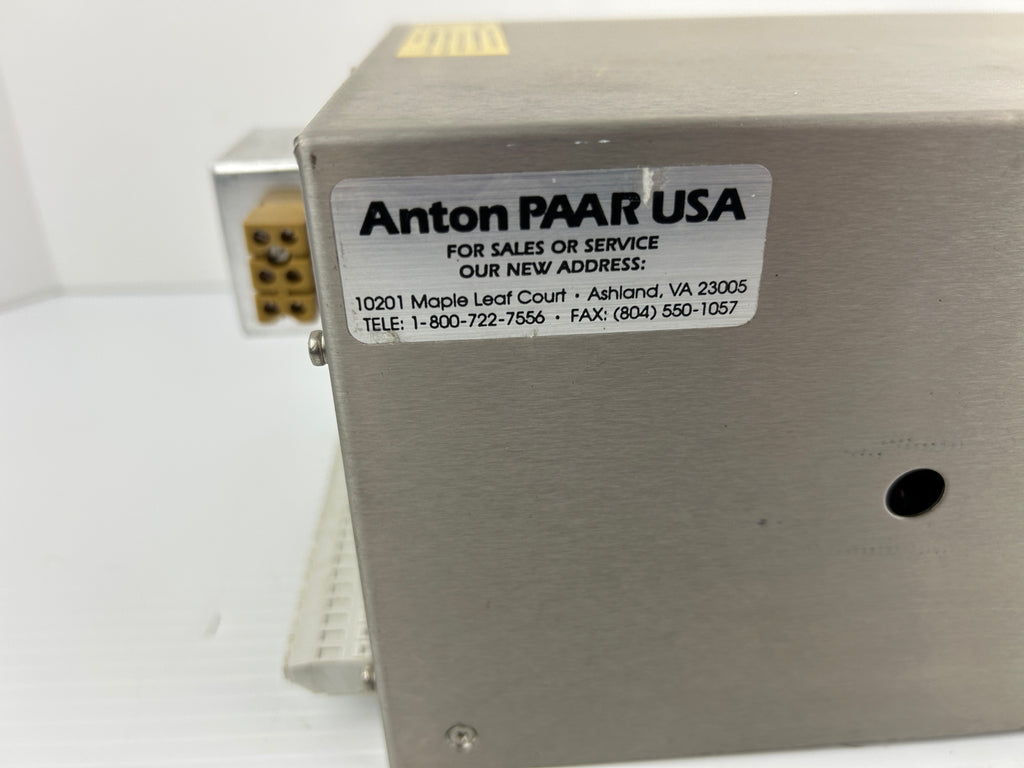 Anton PAAR USA
FOR SALES OR SERVICE
OUR NEW ADDRESS:
10201 Maple Leaf Court • Ashland, VA 23005
TELE: 1-800-722-7556 • FAX: (804) 550-1057